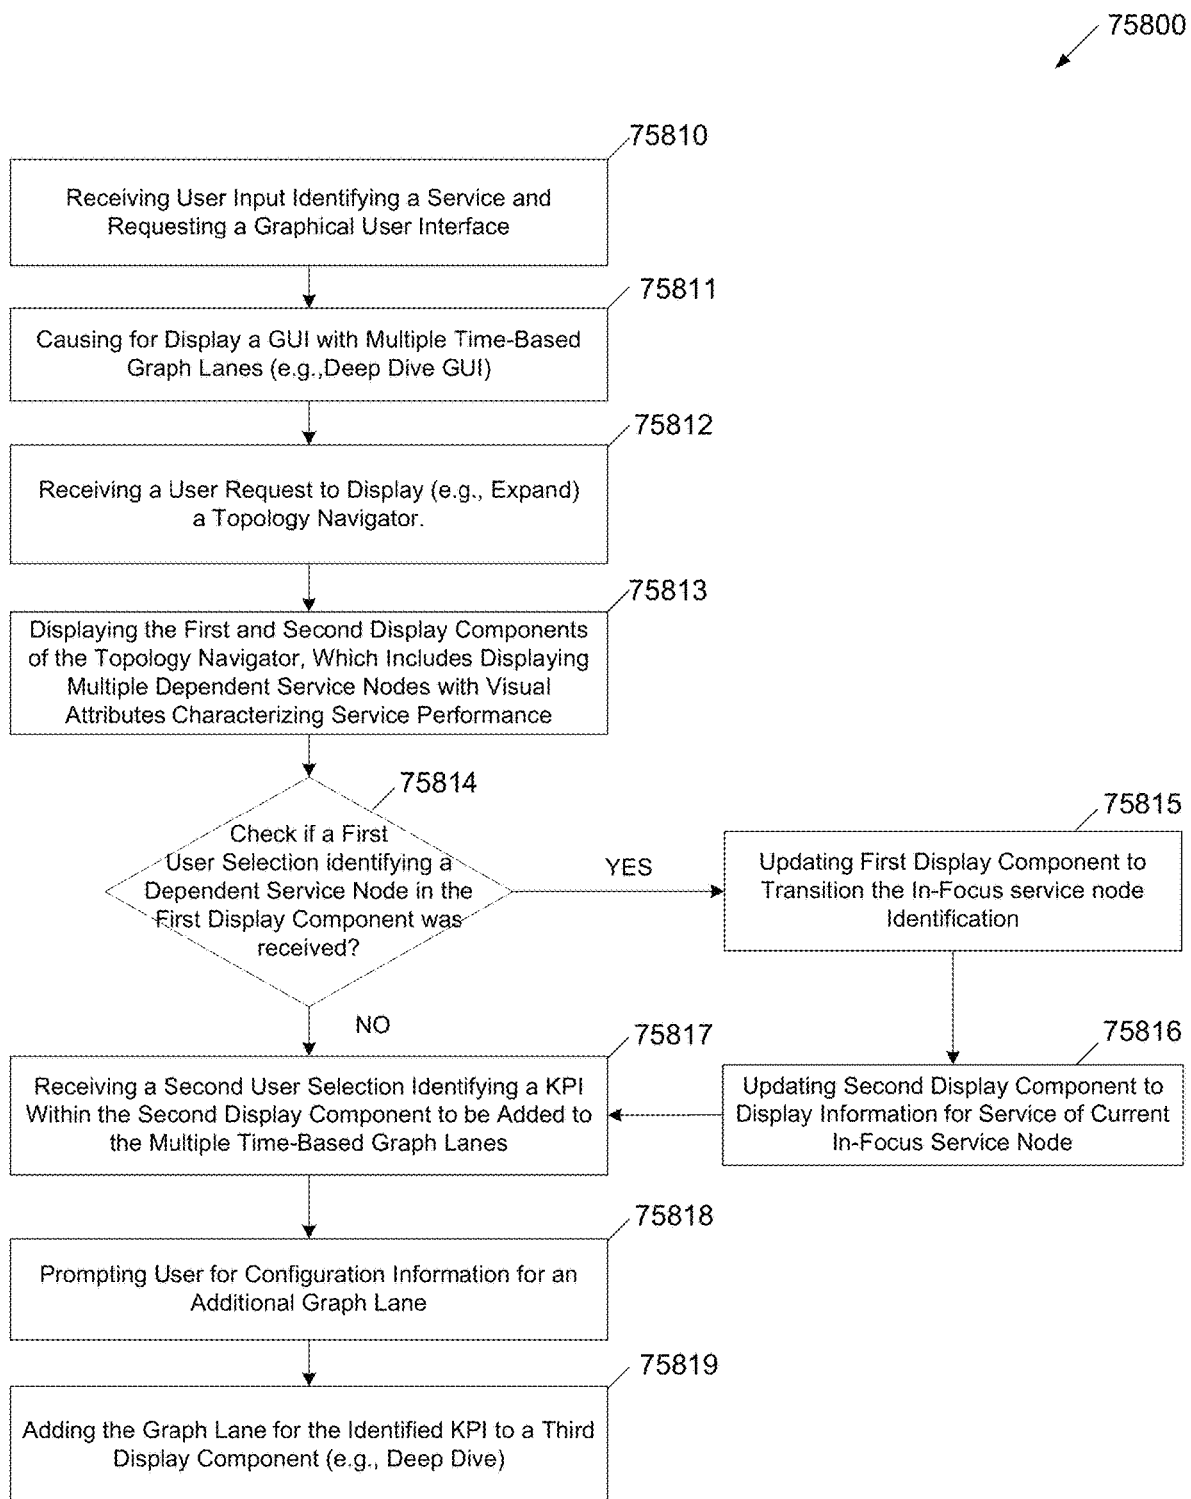 75800
75810
Receiving User Input Identifying a Service and
Requesting a Graphical User Interface
75811
Causing for Display a GUI with Multiple Time-Based
Graph Lanes (e.g.,Deep Dive GUI)
75812
Receiving a User Request to Display (e.g., Expand)
a Topology Navigator.
75813
Displaying the First and Second Display Components
of the Topology Navigator, Which Includes Displaying
Multiple Dependent Service Nodes with Visual
Attributes Characterizing Service Performance
75814
Check if a First
User Selection identifying a
Dependent Service Node in the
First Display Component was
received?
YES
75815
Updating First Display Component to
Transition the In-Focus service node
Identification
NO
75816
Updating Second Display Component to
Display Information for Service of Current
In-Focus Service Node
75817
Receiving a Second User Selection Identifying a KPI
Within the Second Display Component to be Added to
the Multiple Time-Based Graph Lanes
75818
Prompting User for Configuration Information for an
Additional Graph Lane
75819
Adding the Graph Lane for the Identified KPI to a Third
Display Component (e.g., Deep Dive)